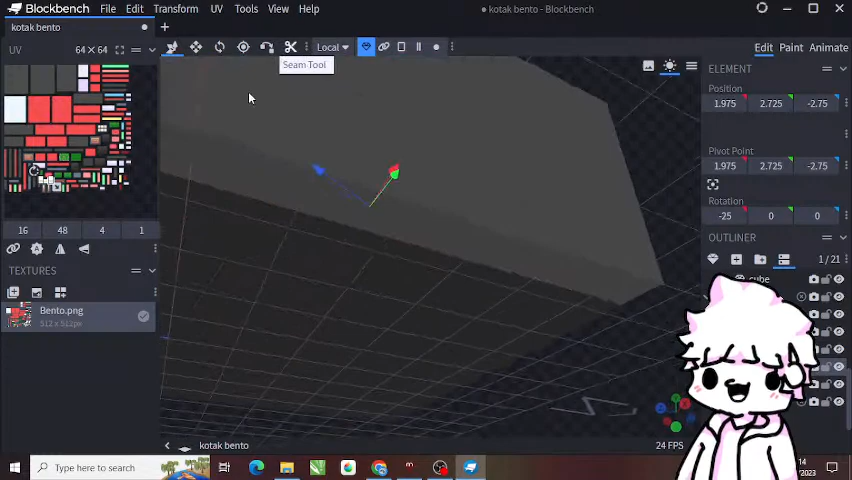 File Edit Transform UV Tools View Help
● kotak bento - Blockbench
kotak bento ●
UV 64 × 64
Local
Edit Paint Animate
Seam Tool
ELEMENT
Position
1.975 2.725 -2.75
Pivot Point
1.975 2.725 -2.75
Rotation
-25 0 0
OUTLINER
1 / 21
cube
16 48 4 1
TEXTURES
Bento.png
512 x 512px
kotak bento
24 FPS
Type here to search